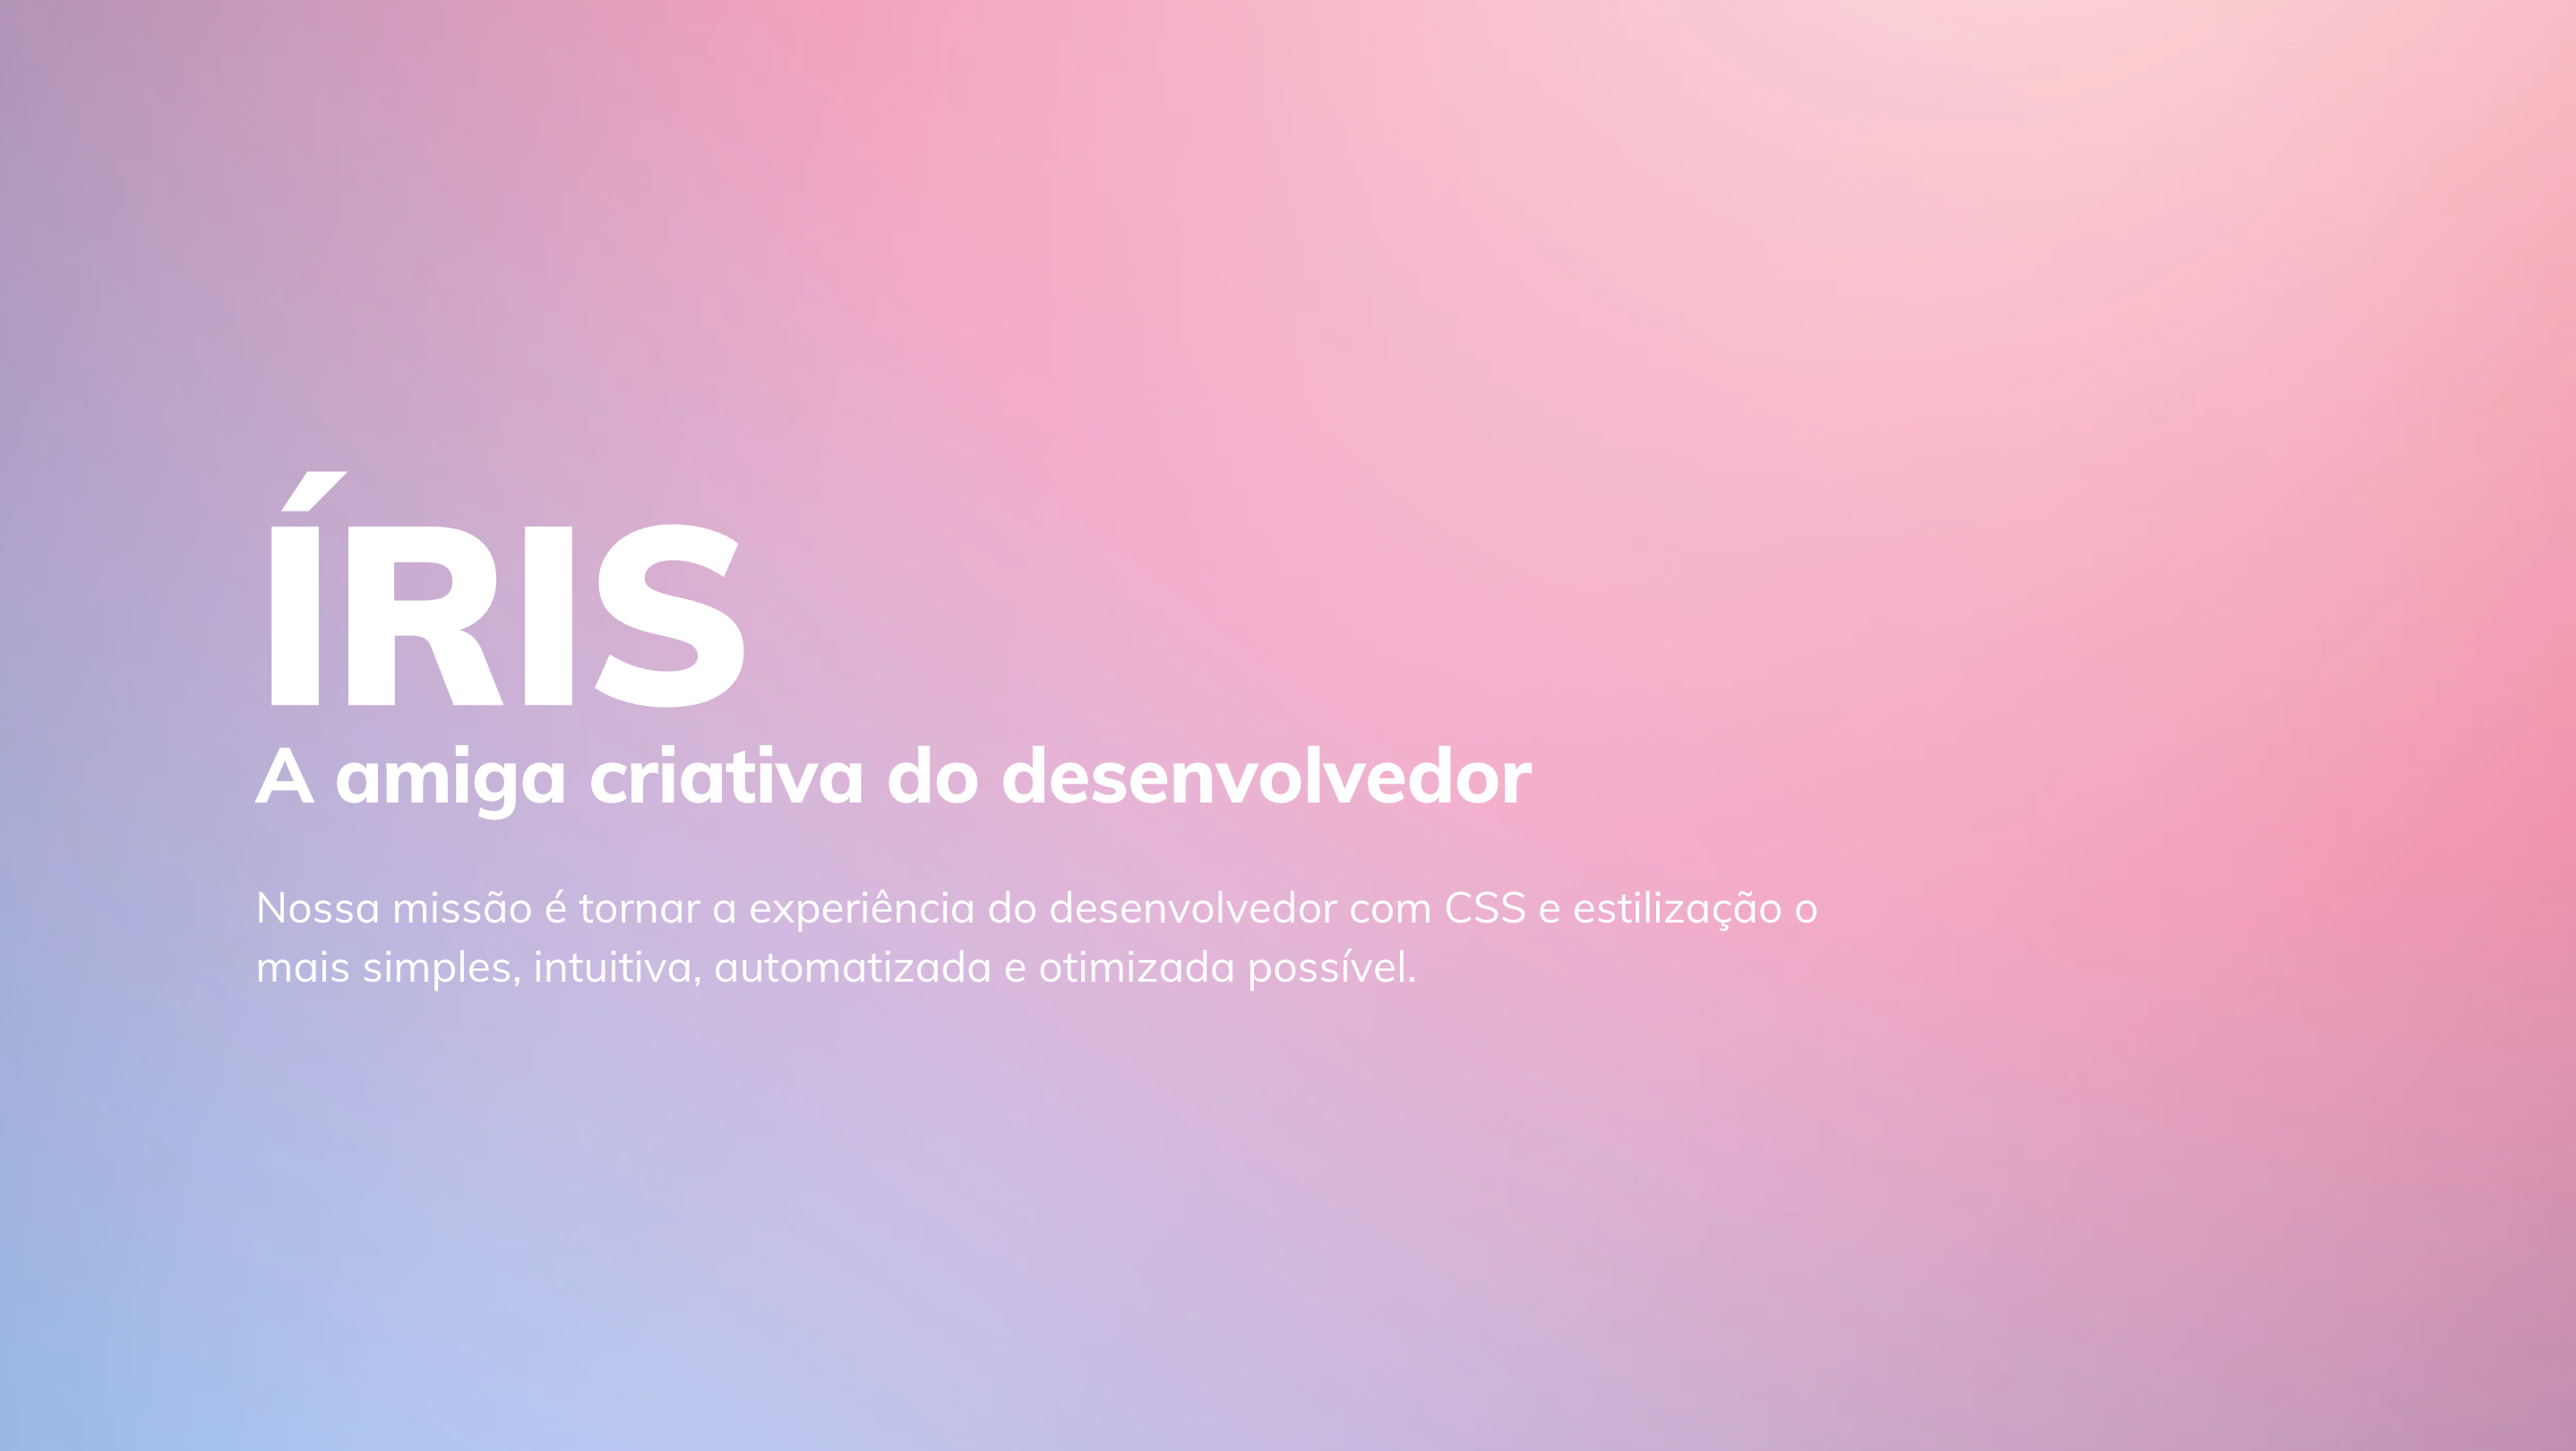 ÍRIS
A amiga criativa do desenvolvedor
Nossa missão é tornar a experiência do desenvolvedor com CSS e estilização o
mais simples, intuitiva, automatizada e otimizada possível.